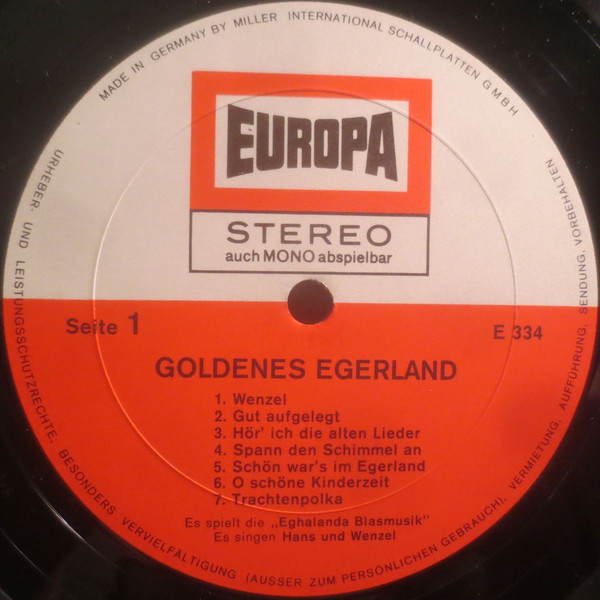 MADE IN GERMANY BY MILLER INTERNATIONAL SCHALLPLATTEN GMBH
EUROPA
STEREO
auch MONO abspielbar
Seite 1
E 334
GOLDENES EGERLAND
1. Wenzel
2. Gut aufgelegt
3. Hör' ich die alten Lieder
4. Spann den Schimmel an
5. Schön war's im Egerland
6. O schöne Kinderzeit
7. Trachtenpolka
Es spielt die „Eghalanda Blasmusik"
Es singen Hans und Wenzel
URHEBER- UND LEISTUNGSSCHUTZRECHTE, BESONDERS VERVIELFÄLTIGUNG (AUSSER ZUM PERSÖNLICHEN GEBRAUCH), VERMIETUNG, AUFFÜHRUNG, SENDUNG, VORBEHALTEN